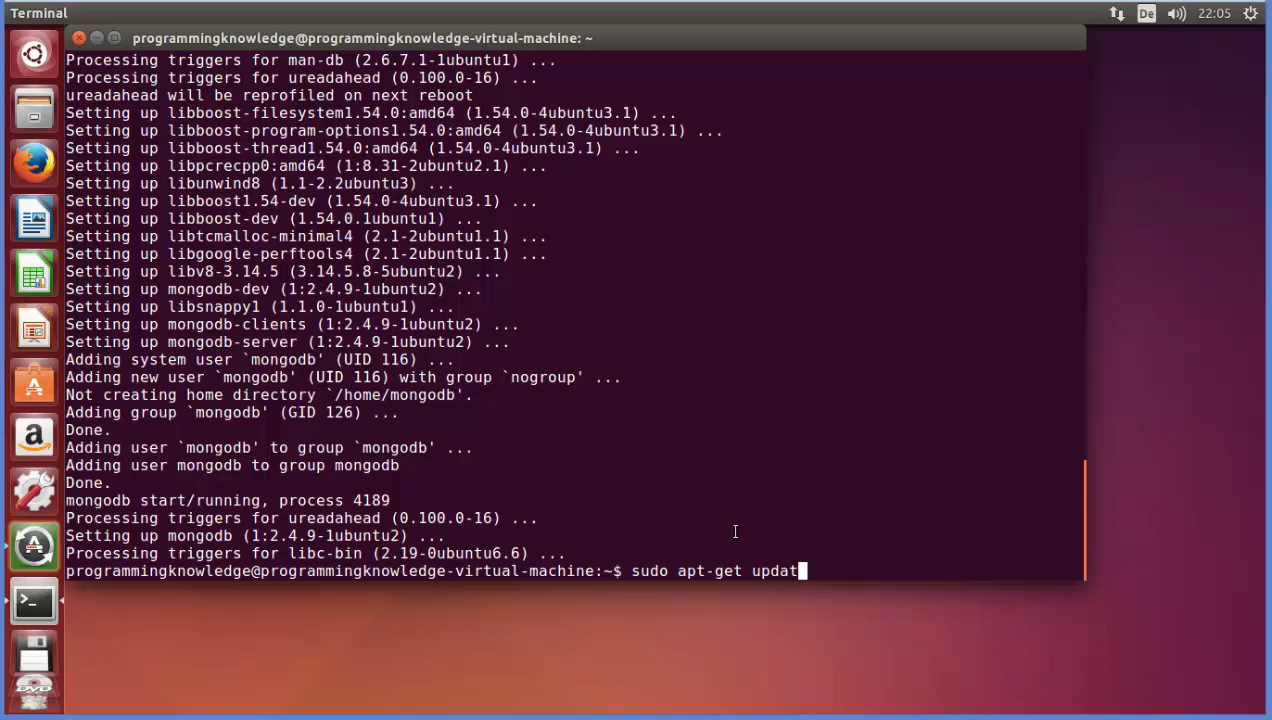 Terminal
De
22:05
programmingknowledge@programmingknowledge-virtual-machine: ~
Processing triggers for man-db (2.6.7.1-1ubuntu1) ...
Processing triggers for ureadahead (0.100.0-16) ...
ureadahead will be reprofiled on next reboot
Setting up libboost-filesystem1.54.0:amd64 (1.54.0-4ubuntu3.1) ...
Setting up libboost-program-options1.54.0:amd64 (1.54.0-4ubuntu3.1) ...
Setting up libboost-thread1.54.0:amd64 (1.54.0-4ubuntu3.1) ...
Setting up libpcrecpp0:amd64 (1:8.31-2ubuntu2.1) ...
Setting up libunwind8 (1.1-2.2ubuntu3) ...
Setting up libboost1.54-dev (1.54.0-4ubuntu3.1) ...
Setting up libboost-dev (1.54.0.1ubuntu1) ...
Setting up libtcmalloc-minimal4 (2.1-2ubuntu1.1) ...
Setting up libgoogle-perftools4 (2.1-2ubuntu1.1) ...
Setting up libv8-3.14.5 (3.14.5.8-5ubuntu2) ...
Setting up mongodb-dev (1:2.4.9-1ubuntu2) ...
Setting up libsnappy1 (1.1.0-1ubuntu1) ...
Setting up mongodb-clients (1:2.4.9-1ubuntu2) ...
Setting up mongodb-server (1:2.4.9-1ubuntu2) ...
Adding system user `mongodb' (UID 116) ...
Adding new user `mongodb' (UID 116) with group `nogroup' ...
Not creating home directory `/home/mongodb'.
Adding group `mongodb' (GID 126) ...
Done.
Adding user `mongodb' to group `mongodb' ...
Adding user mongodb to group mongodb
Done.
mongodb start/running, process 4189
Processing triggers for ureadahead (0.100.0-16) ...
Setting up mongodb (1:2.4.9-1ubuntu2) ...
Processing triggers for libc-bin (2.19-0ubuntu6.6) ...
programmingknowledge@programmingknowledge-virtual-machine:~$ sudo apt-get updat
DVD